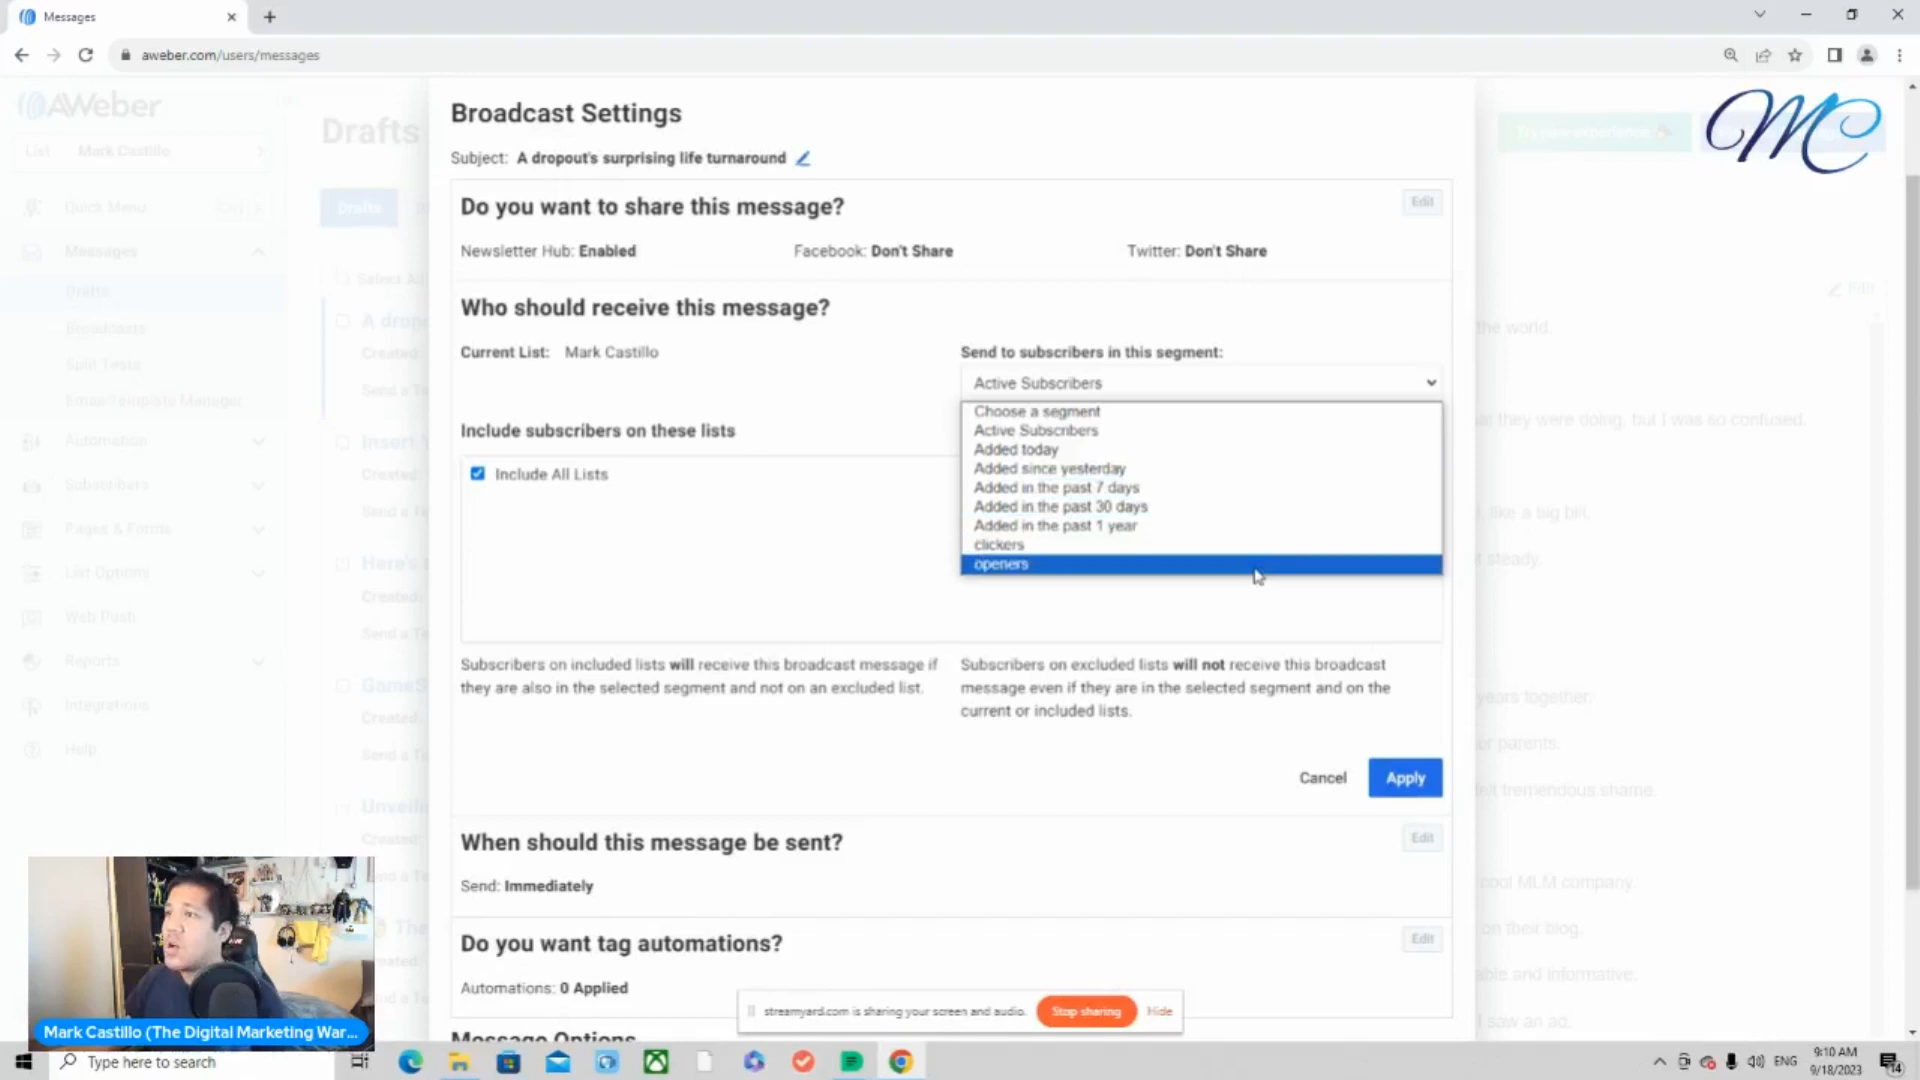 Messages
aweber.com/users/messages
AWeber
List Mark Castillo
Quick Menu
Messages
Drafts
Broadcasts
Split Tests
Email Template Manager
Automation
Subscribers
Pages & Forms
List Options
Web Push
Reports
Integrations
Help
Drafts
Drafts
Select All
A drop
Created:
Send a Te
Insert
Created:
Send a Te
Here's
Created:
Send a Te
GameS
Created:
Send a Te
Unveili
Created:
The
Broadcast Settings
Subject: A dropout's surprising life turnaround
Do you want to share this message?
Edit
Newsletter Hub: Enabled
Facebook: Don't Share
Twitter: Don't Share
Who should receive this message?
Current List: Mark Castillo
Send to subscribers in this segment:
Active Subscribers
Choose a segment
Active Subscribers
Added today
Added since yesterday
Added in the past 7 days
Added in the past 30 days
Added in the past 1 year
clickers
openers
Include subscribers on these lists
Include All Lists
Subscribers on included lists will receive this broadcast message if
they are also in the selected segment and not on an excluded list.
Subscribers on excluded lists will not receive this broadcast
message even if they are in the selected segment and on the
current or included lists.
Cancel
Apply
When should this message be sent?
Edit
Send: Immediately
Do you want tag automations?
Edit
Automations: 0 Applied
Message Options
MC
Edit
the world.
at they were doing, but I was so confused.
like a big bill.
steady.
years together.
er parents.
felt tremendous shame.
cool MLM company.
on their blog.
able and informative.
I saw an ad.
streamyard.com is sharing your screen and audio.
Stop sharing
Hide
Mark Castillo (The Digital Marketing War...
Type here to search
ENG
9:10 AM
9/18/2023
14